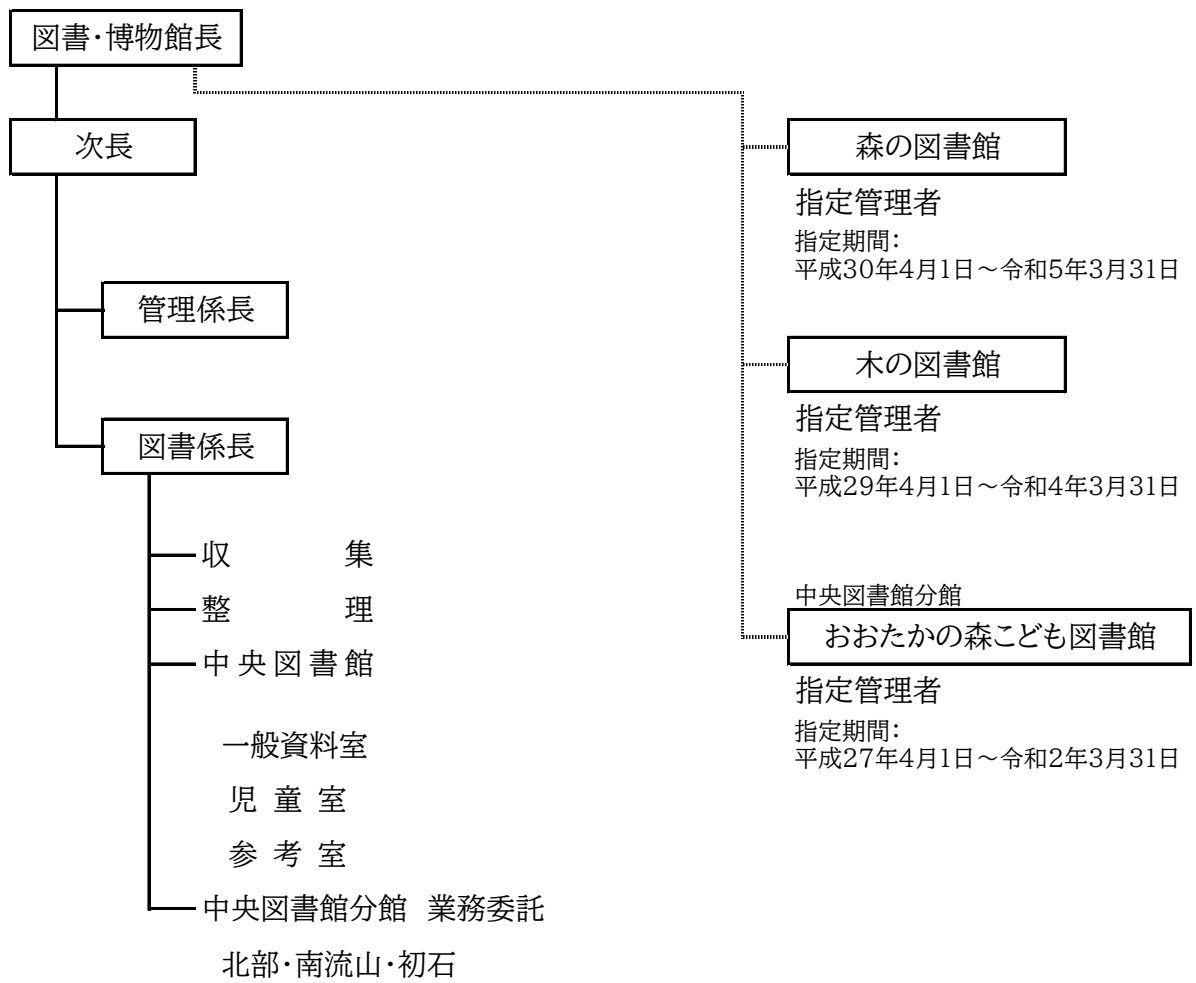 図書・博物館長
次長
管理係長
図書係長
収集
整理
中央図書館
一般資料室
児童室
参考室
中央図書館分館 業務委託
北部・南流山・初石
森の図書館
指定管理者
指定期間：
平成30年4月1日～令和5年3月31日
木の図書館
指定管理者
指定期間：
平成29年4月1日～令和4年3月31日
中央図書館分館
おおたかの森こども図書館
指定管理者
指定期間：
平成27年4月1日～令和2年3月31日